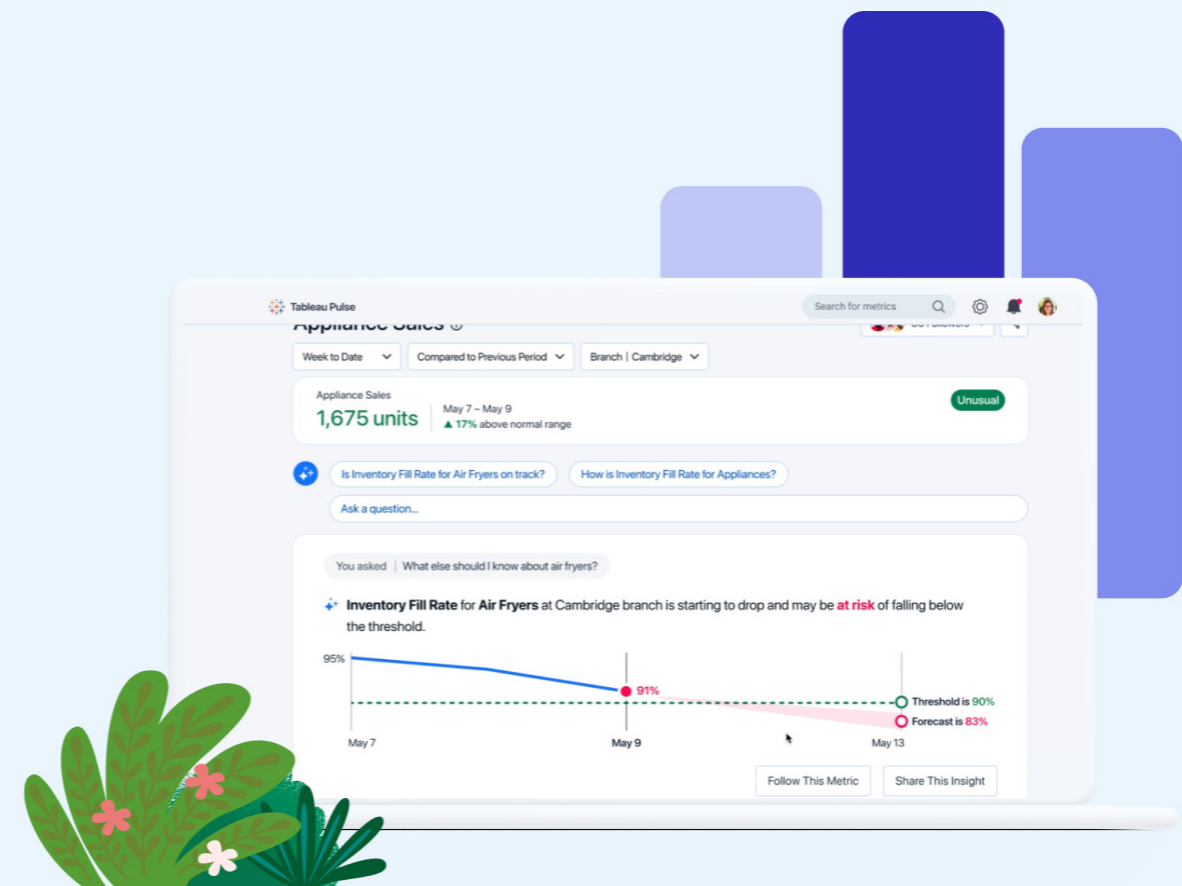 Tableau Pulse
Search for metrics
Appliance Sales
Week to Date
Compared to Previous Period
Branch | Cambridge
Appliance Sales
1,675 units
May 7 – May 9
▲ 17% above normal range
Unusual
Is Inventory Fill Rate for Air Fryers on track?
How is Inventory Fill Rate for Appliances?
Ask a question...
You asked | What else should I know about air fryers?
Inventory Fill Rate for Air Fryers at Cambridge branch is starting to drop and may be at risk of falling below
the threshold.
95%
91%
Threshold is 90%
Forecast is 83%
May 7
May 9
May 13
Follow This Metric
Share This Insight